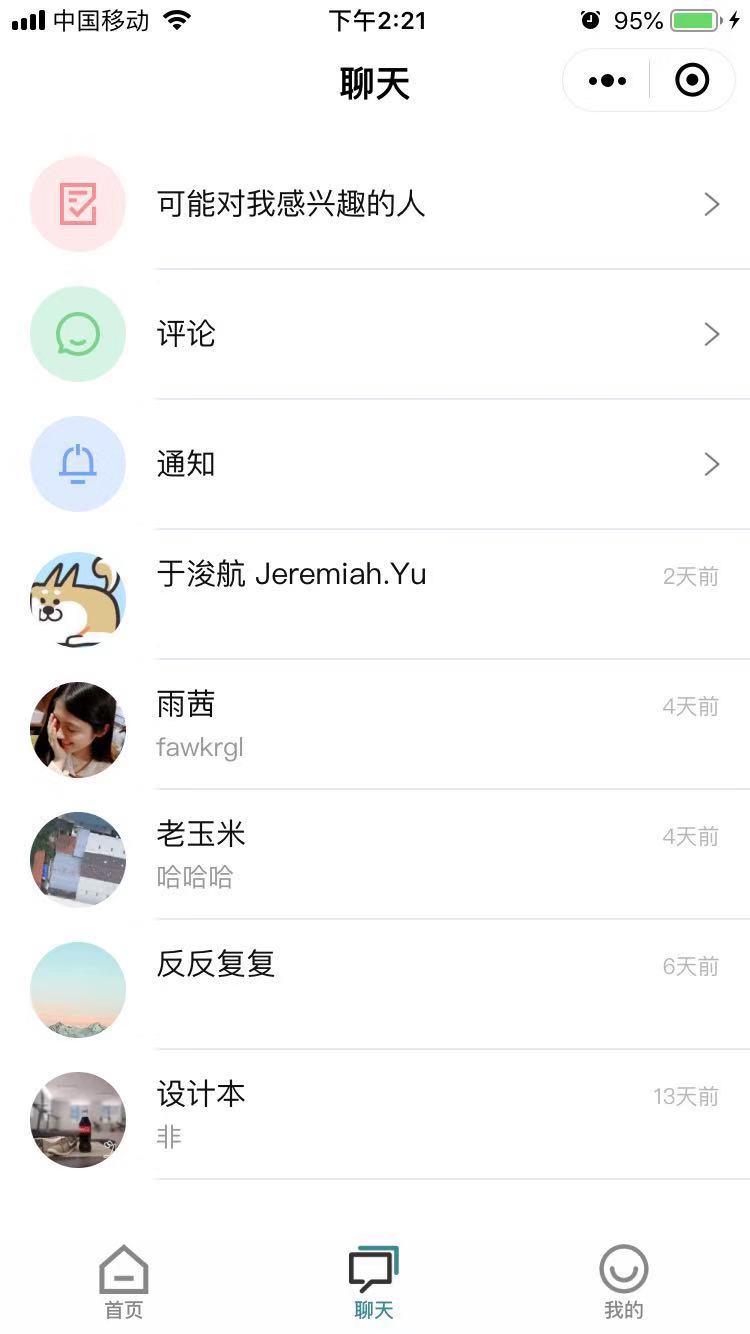 中国移动
下午2:21
95%
聊天
可能对我感兴趣的人
评论
通知
于浚航 Jeremiah.Yu
2天前
雨茜
4天前
fawkrgl
老玉米
4天前
哈哈哈
反反复复
6天前
设计本
13天前
非
首页
聊天
我的